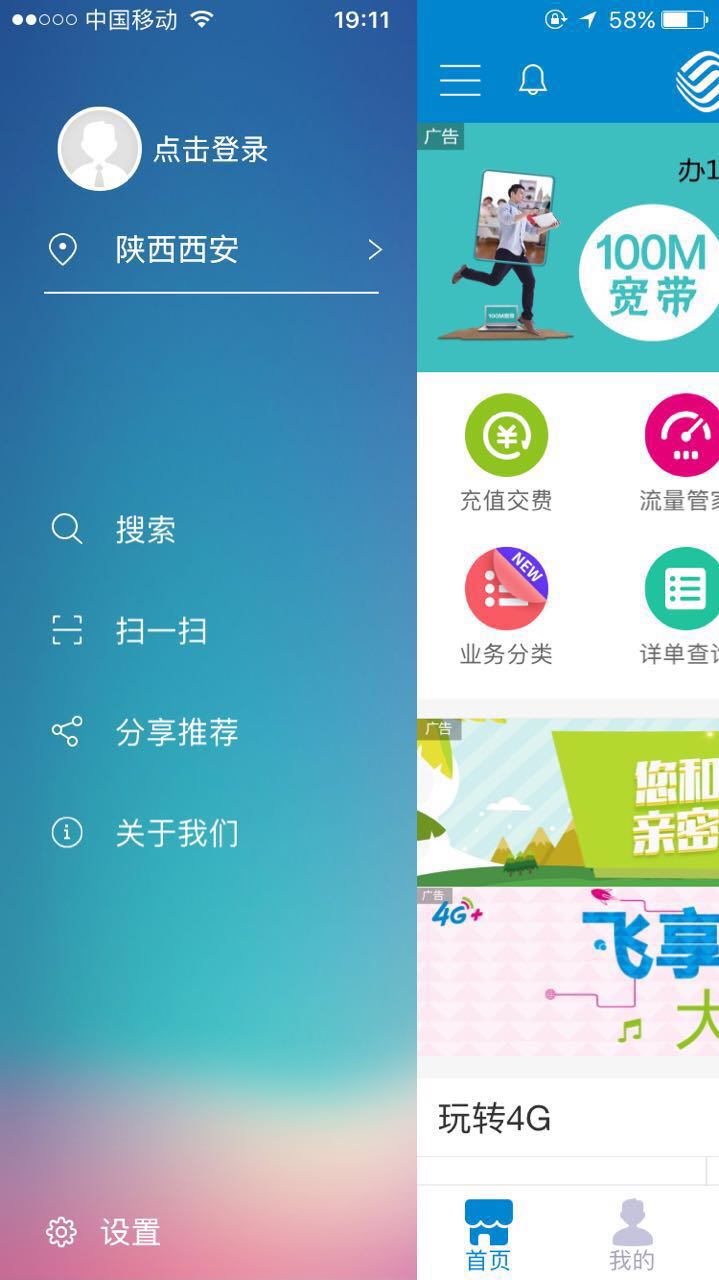 中国移动 19:11 58%
点击登录
陕西西安
搜索
扫一扫
分享推荐
关于我们
设置
广告
办1
100M
宽带
100M宽带
充值交费
流量管家
NEW
业务分类
详单查询
广告
您和
亲密
广告
4G+
飞享
大
玩转4G
首页
我的